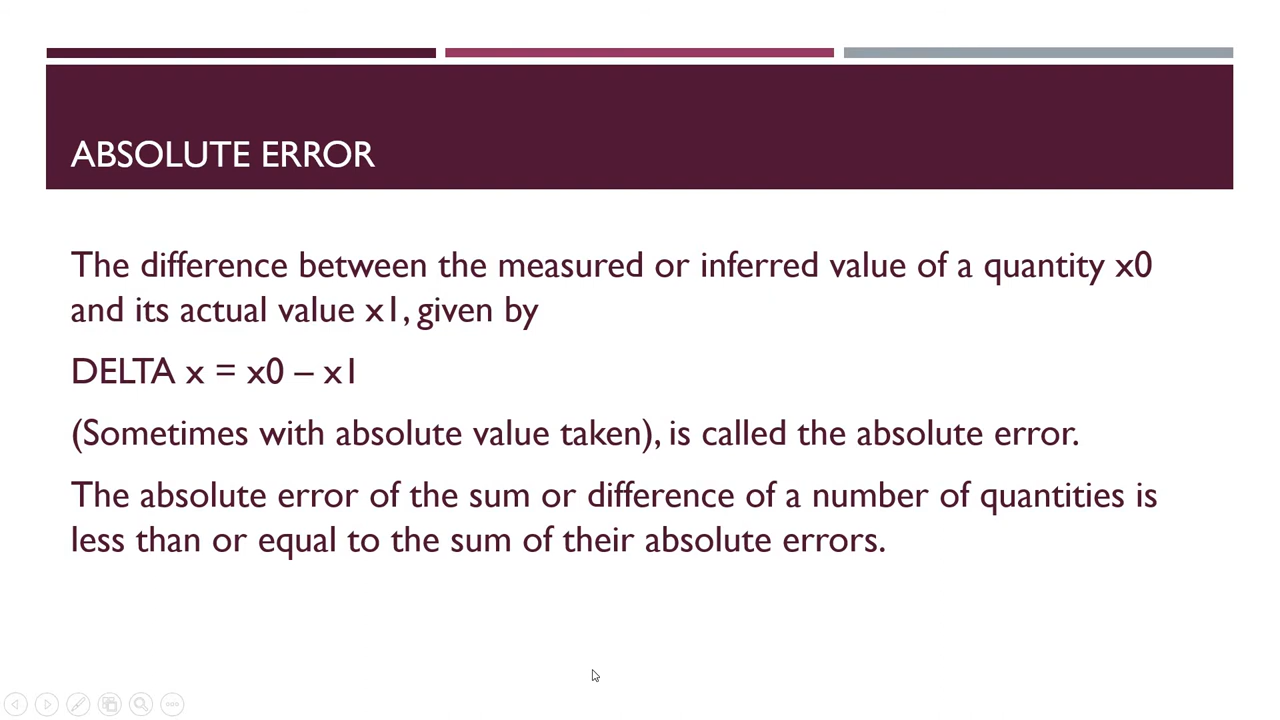 ABSOLUTE ERROR
The difference between the measured or inferred value of a quantity x0
and its actual value x1, given by
DELTA x = x0 – x1
(Sometimes with absolute value taken), is called the absolute error.
The absolute error of the sum or difference of a number of quantities is
less than or equal to the sum of their absolute errors.